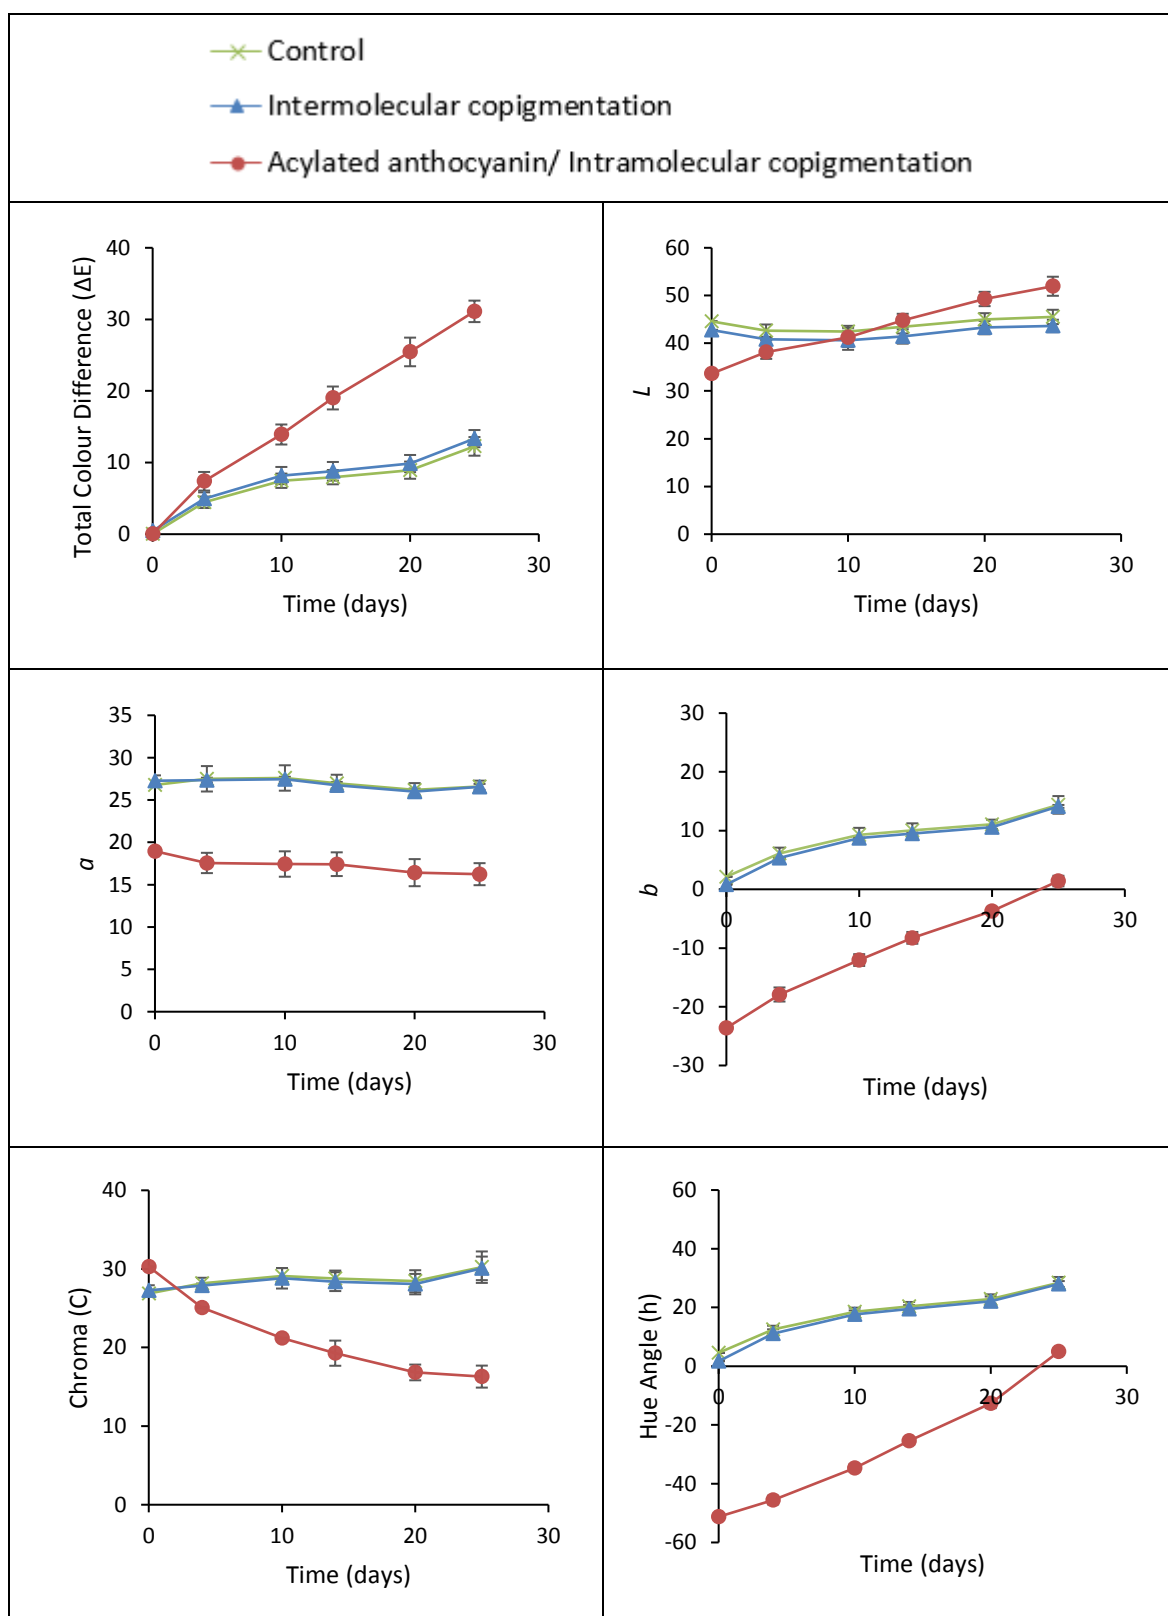 Control
Intermolecular copigmentation
Acylated anthocyanin/ Intramolecular copigmentation
Total Colour Difference (ΔE)
40
30
20
10
0
0 10 20 30
Time (days)
L
60
50
40
30
20
10
0
0 10 20 30
Time (days)
a
35
30
25
20
15
10
5
0
0 10 20 30
Time (days)
b
30
20
10
0
-10
-20
-30
0 10 20 30
Time (days)
Chroma (C)
40
30
20
10
0
0 10 20 30
Time (days)
Hue Angle (h)
60
40
20
0
-20
-40
-60
0 10 20 30
Time (days)